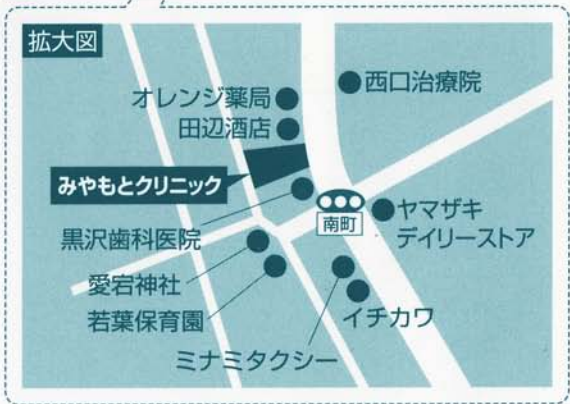 拡大図
オレンジ薬局
西口治療院
田辺酒店
みやもとクリニック
南町
ヤマザキ
デイリーストア
黒沢歯科医院
愛宕神社
若葉保育園
イチカワ
ミナミタクシー